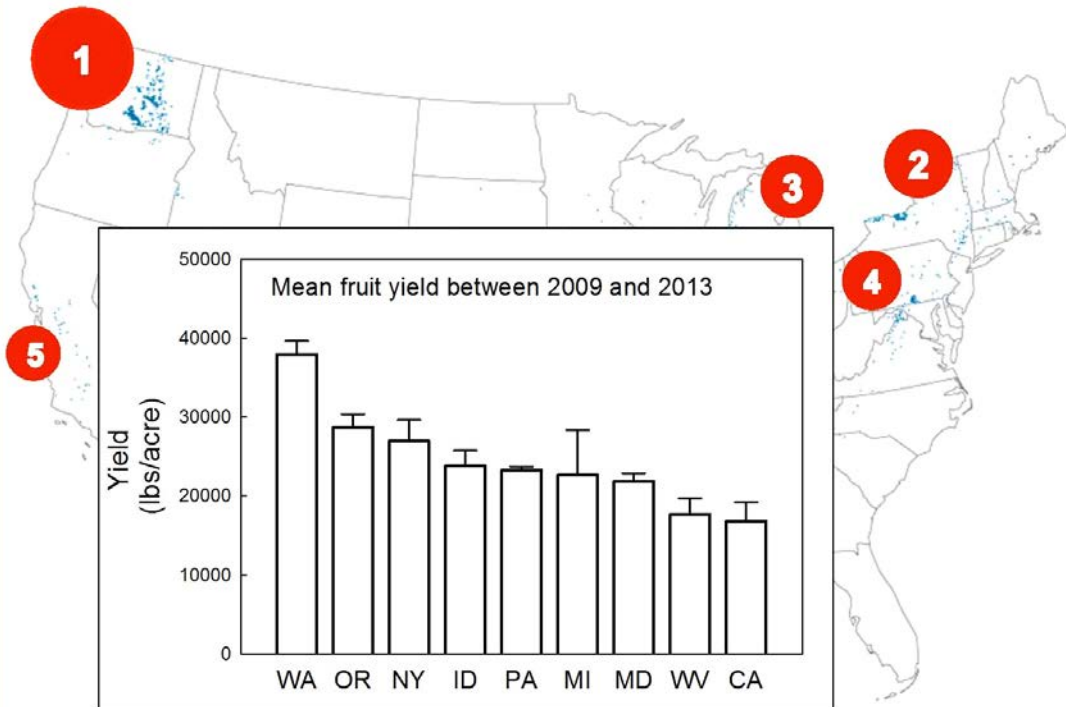 1
2
3
4
5
Mean fruit yield between 2009 and 2013
Yield
(lbs/acre)
50000
40000
30000
20000
10000
0
WA OR NY ID PA MI MD WV CA